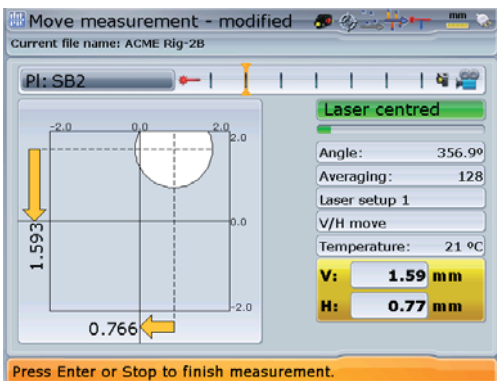 Move measurement - modified
mm
Current file name: ACME Rig-2B
PI: SB2
Laser centred
-2.0 0.0 2.0
2.0
0.0
-2.0
1.593
0.766
Angle: 356.9º
Averaging: 128
Laser setup 1
V/H move
Temperature: 21 ºC
V: 1.59 mm
H: 0.77 mm
Press Enter or Stop to finish measurement.